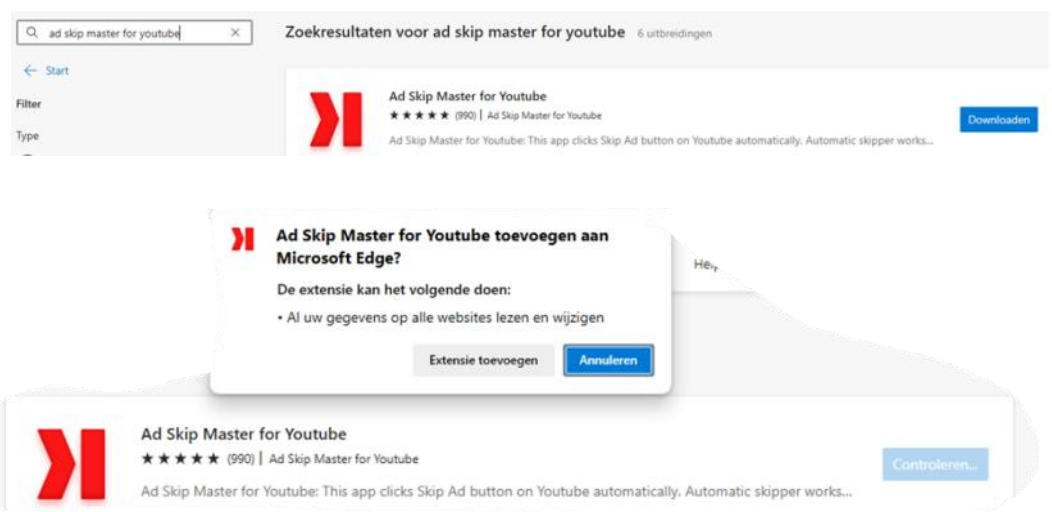 ad skip master for youtube
Zoekresultaten voor ad skip master for youtube 6 uitbreidingen
Start
Filter
Type
Ad Skip Master for Youtube
(990) | Ad Skip Master for Youtube
Ad Skip Master for Youtube: This app clicks Skip Ad button on Youtube automatically. Automatic skipper works...
Downloaden
Ad Skip Master for Youtube toevoegen aan
Microsoft Edge?
De extensie kan het volgende doen:
• Al uw gegevens op alle websites lezen en wijzigen
Extensie toevoegen
Annuleren
Ad Skip Master for Youtube
(990) | Ad Skip Master for Youtube
Ad Skip Master for Youtube: This app clicks Skip Ad button on Youtube automatically. Automatic skipper works...
Controleren...